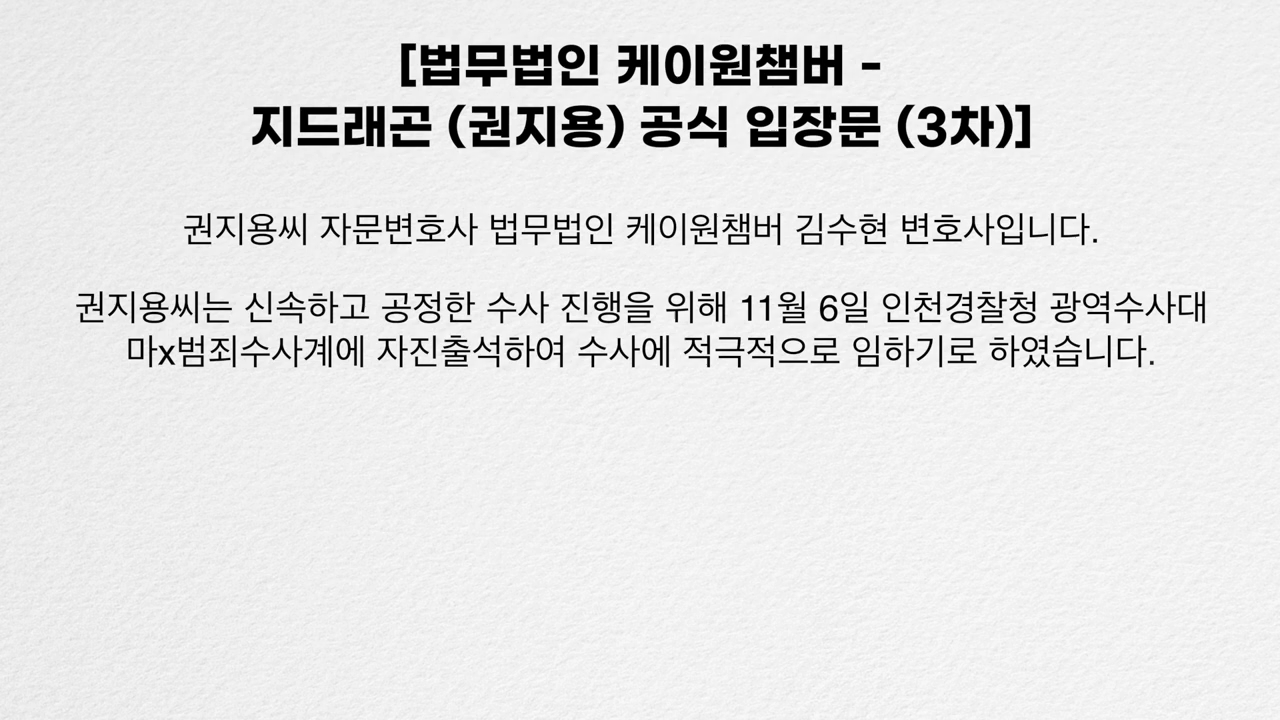 [법무법인 케이원챔버 -
지드래곤 (권지용) 공식 입장문 (3차)]
권지용씨 자문변호사 법무법인 케이원챔버 김수현 변호사입니다.
권지용씨는 신속하고 공정한 수사 진행을 위해 11월 6일 인천경찰청 광역수사대
마x범죄수사계에 자진출석하여 수사에 적극적으로 임하기로 하였습니다.